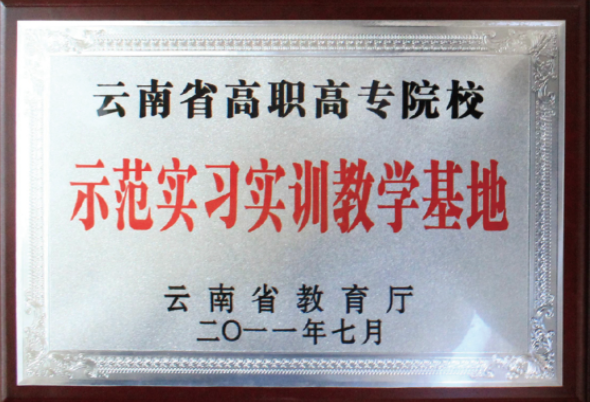 云南省高职高专院校
示范实习实训教学基地
云南省教育厅
二〇一一年七月